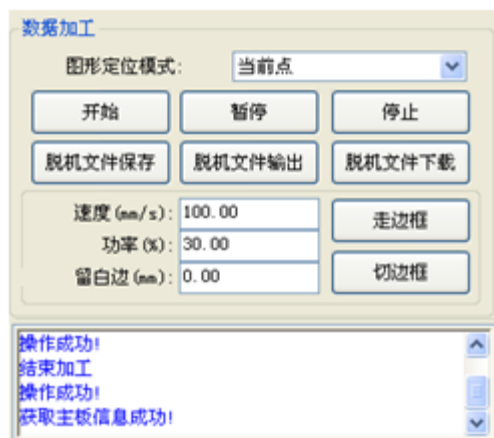 数据加工
图形定位模式: 当前点
开始 暂停 停止
脱机文件保存 脱机文件输出 脱机文件下载
速度(mm/s): 100.00 走边框
功率(%): 30.00
留白边(mm): 0.00 切边框
操作成功!
结束加工
操作成功!
获取主板信息成功!